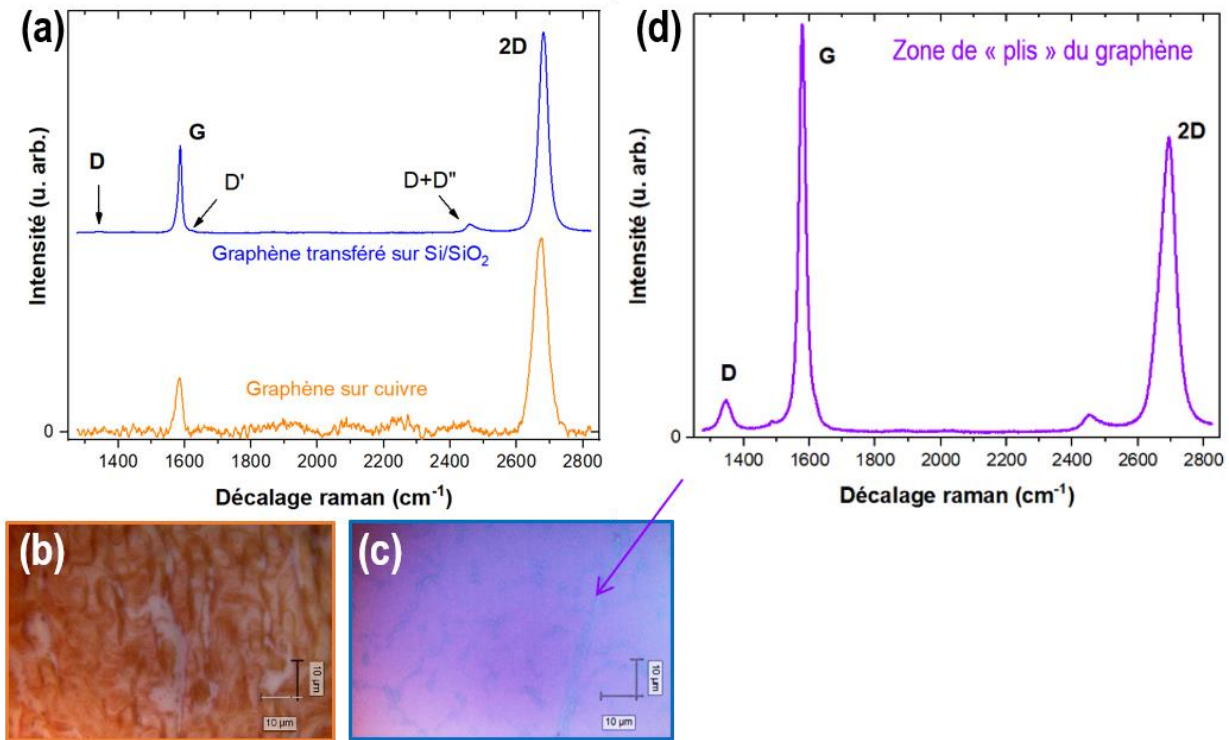 (a)
Intensité (u. arb.)
2D
G
D
D'
D+D"
Graphène transféré sur Si/SiO2
Graphène sur cuivre
0
1400 1600 1800 2000 2200 2400 2600 2800
Décalage raman (cm-1)
(d)
Intensité (u. arb.)
G
Zone de « plis » du graphène
2D
D
0
1400 1600 1800 2000 2200 2400 2600 2800
Décalage raman (cm-1)
(b)
10 µm
10 µm
(c)
10 µm
10 µm